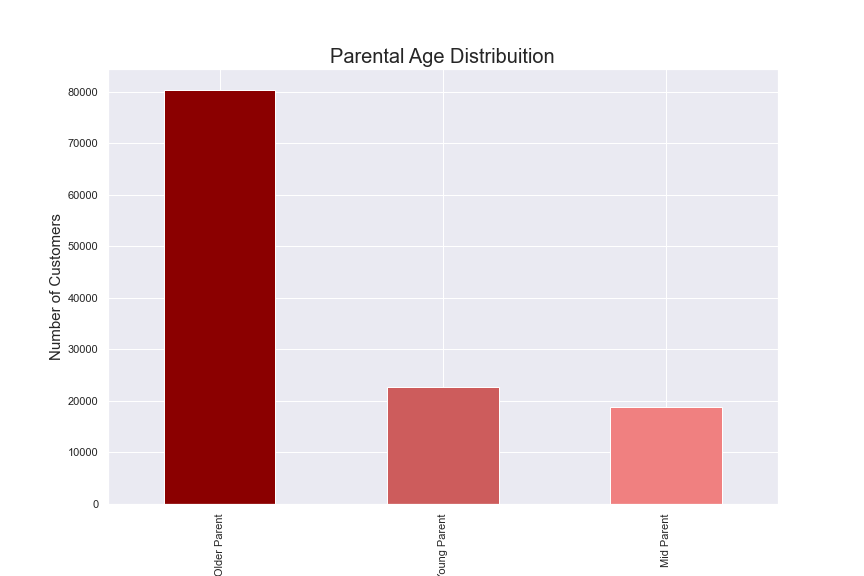 Parental Age Distribuition
Number of Customers
80000
70000
60000
50000
40000
30000
20000
10000
0
Older Parent
Young Parent
Mid Parent